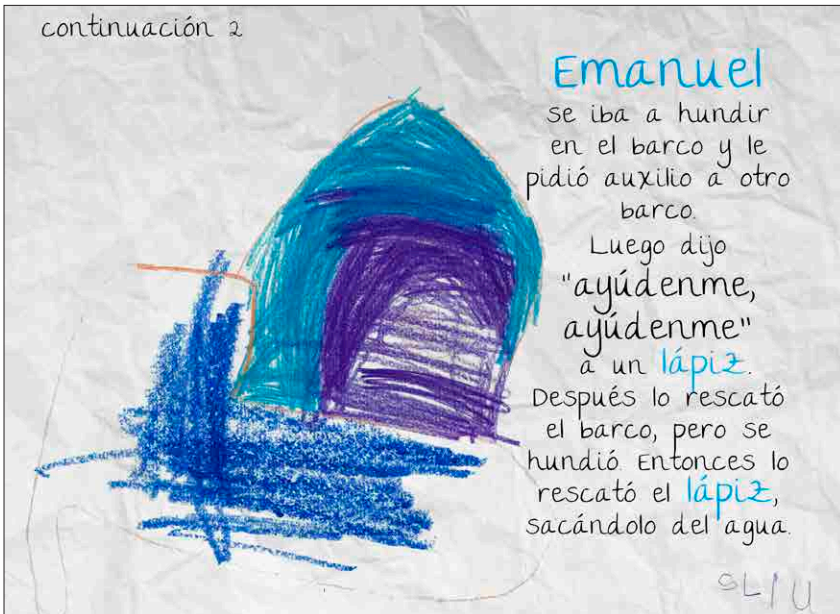 continuación 2
Emanuel
se iba a hundir
en el barco y le
pidió auxilio a otro
barco.
Luego dijo
"ayúdenme,
ayúdenme"
a un lápiz.
Después lo rescató
el barco, pero se
hundió. Entonces lo
rescató el lápiz,
sacándolo del agua.